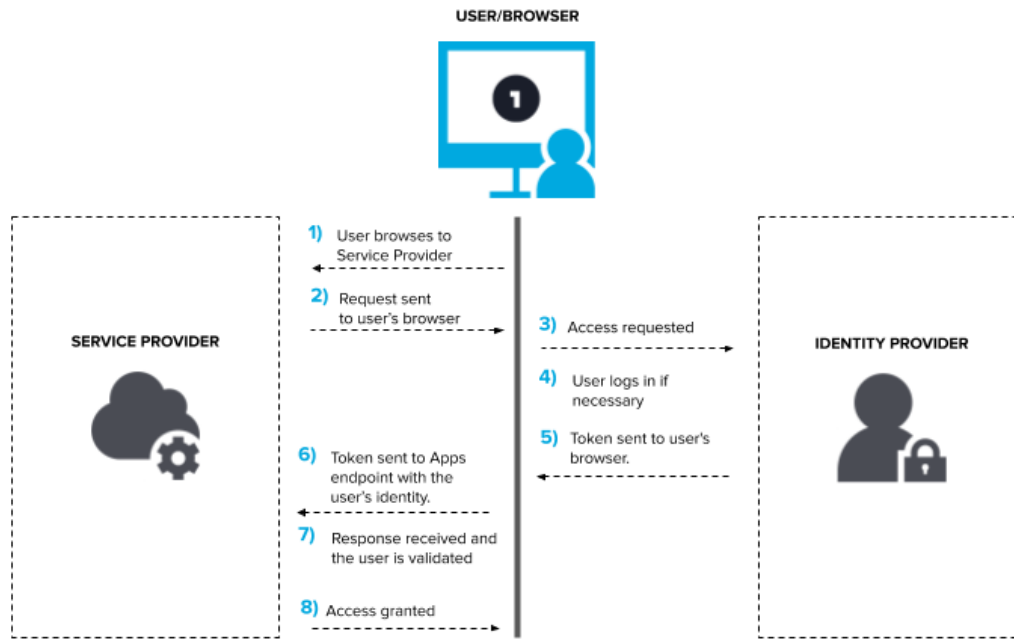 USER/BROWSER
1
1) User browses to
Service Provider
2) Request sent
to user's browser
SERVICE PROVIDER
3) Access requested
IDENTITY PROVIDER
4) User logs in if
necessary
5) Token sent to user's
browser.
6) Token sent to Apps
endpoint with the
user's identity.
7) Response received and
the user is validated
8) Access granted